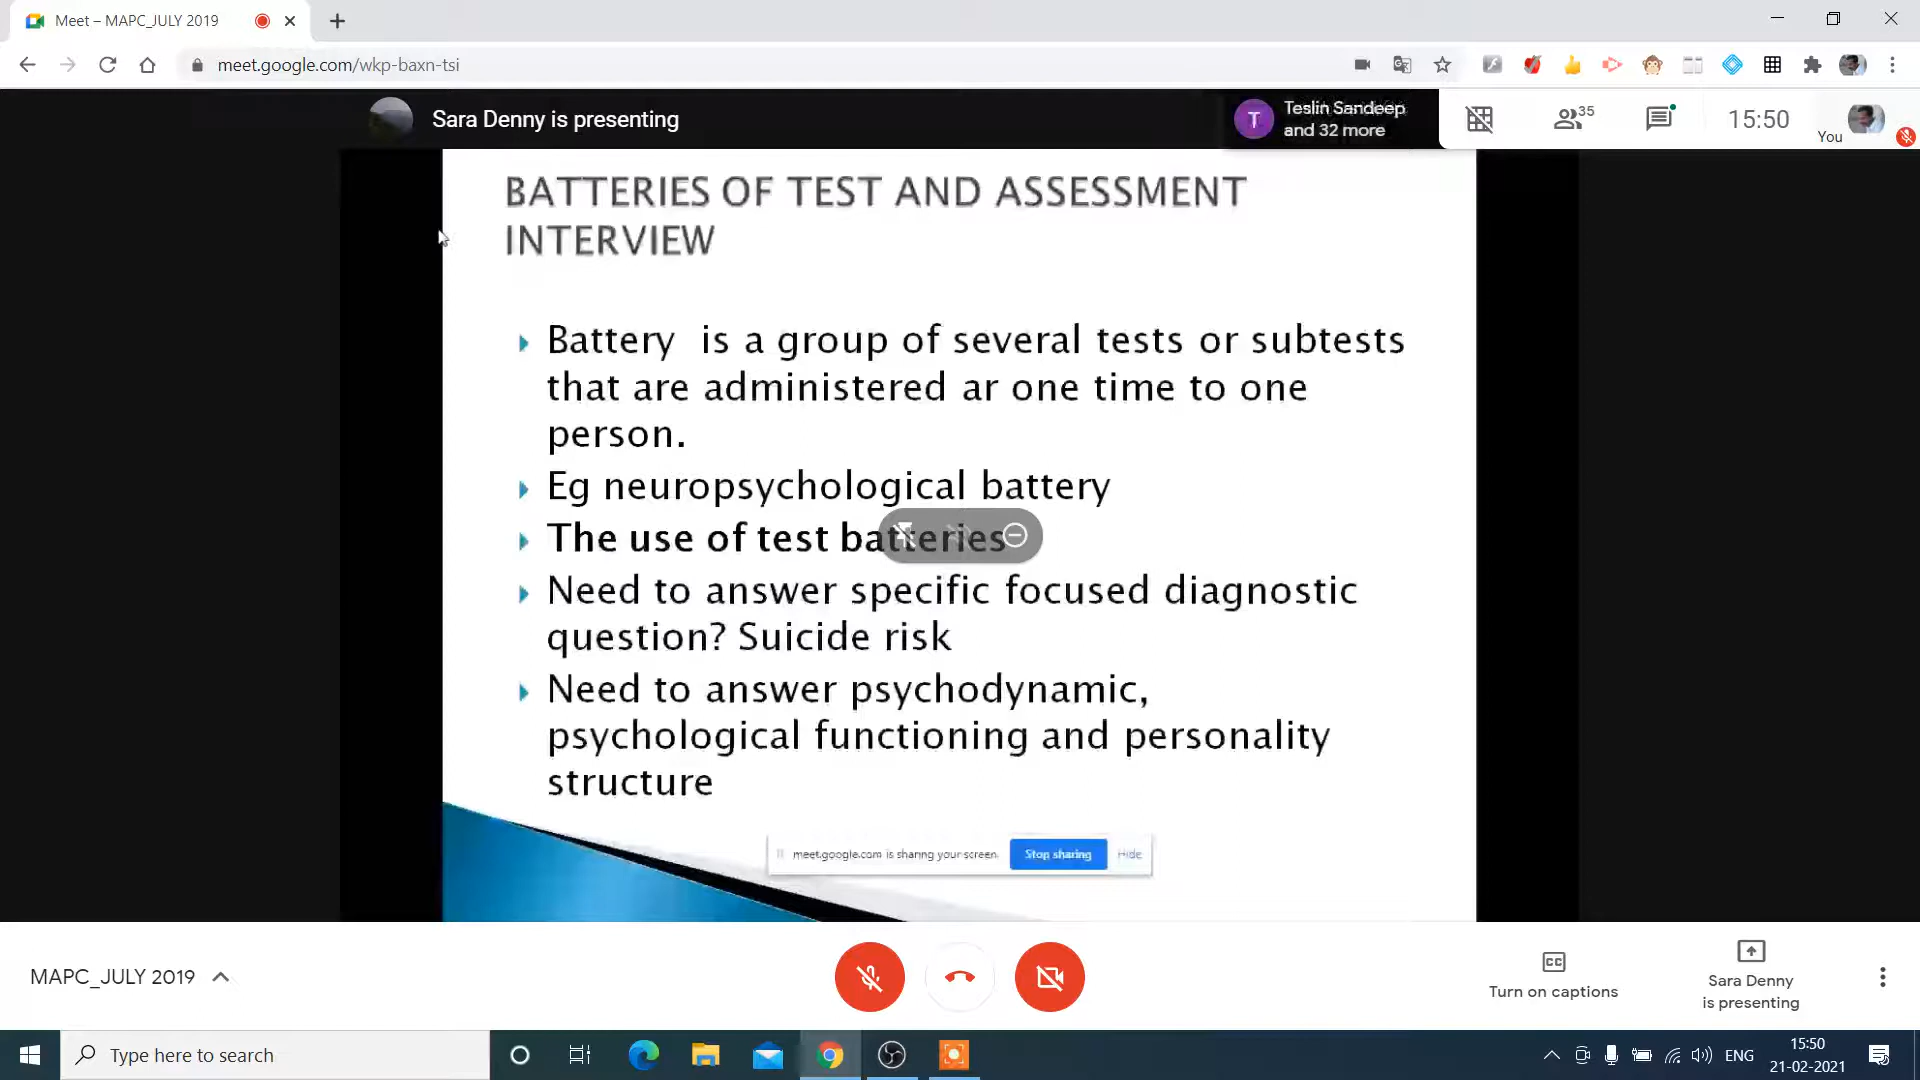 Meet – MAPC_JULY 2019
meet.google.com/wkp-baxn-tsi
Sara Denny is presenting
T
Teslin Sandeep
and 32 more
35
15:50
You
BATTERIES OF TEST AND ASSESSMENT
INTERVIEW
Battery is a group of several tests or subtests
that are administered ar one time to one
person.
Eg neuropsychological battery
The use of test batteries
Need to answer specific focused diagnostic
question? Suicide risk
Need to answer psychodynamic,
psychological functioning and personality
structure
meet.google.com is sharing your screen.
Stop sharing
Hide
MAPC_JULY 2019
CC
Turn on captions
Sara Denny
is presenting
Type here to search
ENG
15:50
21-02-2021